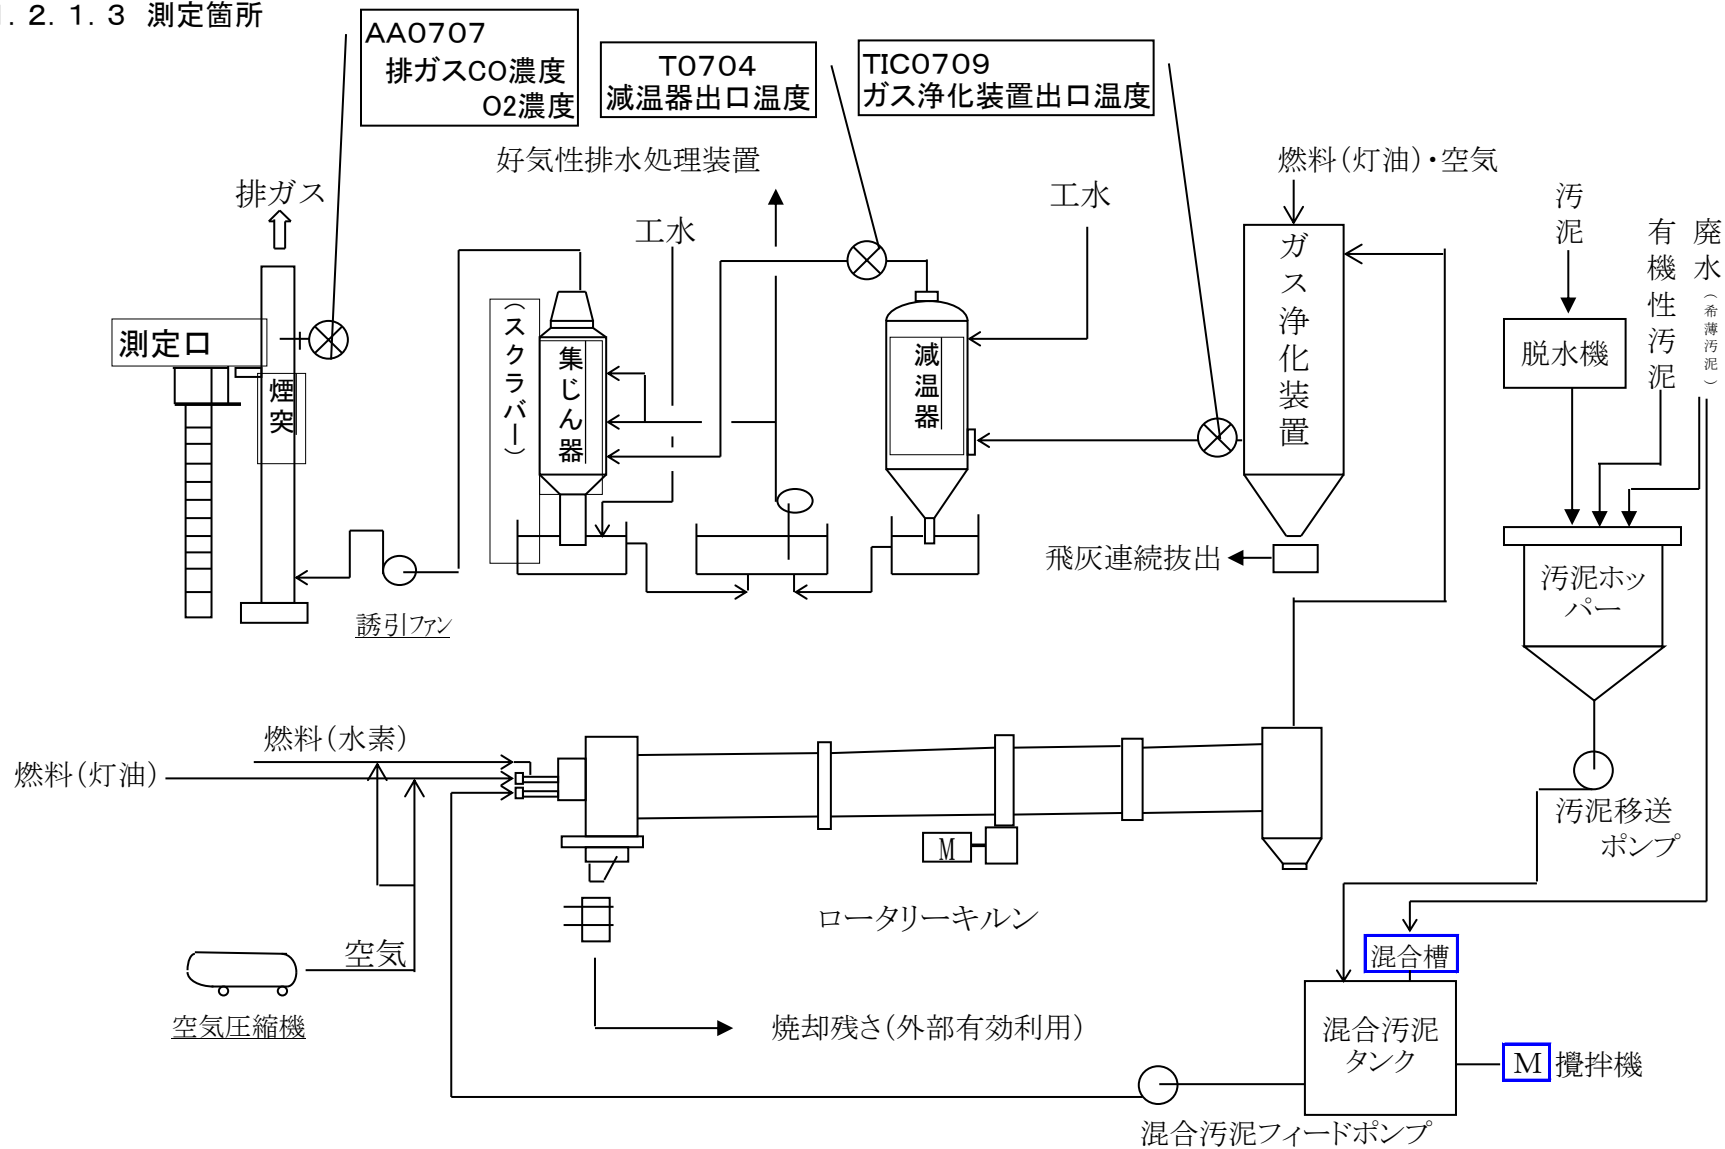 . 2. 1. 3 測定箇所
AA0707
排ガスCO濃度
O2濃度
T0704
減温器出口温度
TIC0709
ガス浄化装置出口温度
好気性排水処理装置
燃料(灯油)・空気
排ガス
工水
工水
汚泥
有機性汚泥
廃水(希薄汚泥)
ガス浄化装置
測定口
煙突
(スクラバー)
集じん器
減温器
脱水機
飛灰連続抜出
汚泥ホッ
パー
誘引ファン
燃料(水素)
燃料(灯油)
汚泥移送
ポンプ
M
ロータリーキルン
空気
混合槽
空気圧縮機
焼却残さ(外部有効利用)
混合汚泥
タンク
M 攪拌機
混合汚泥フィードポンプ